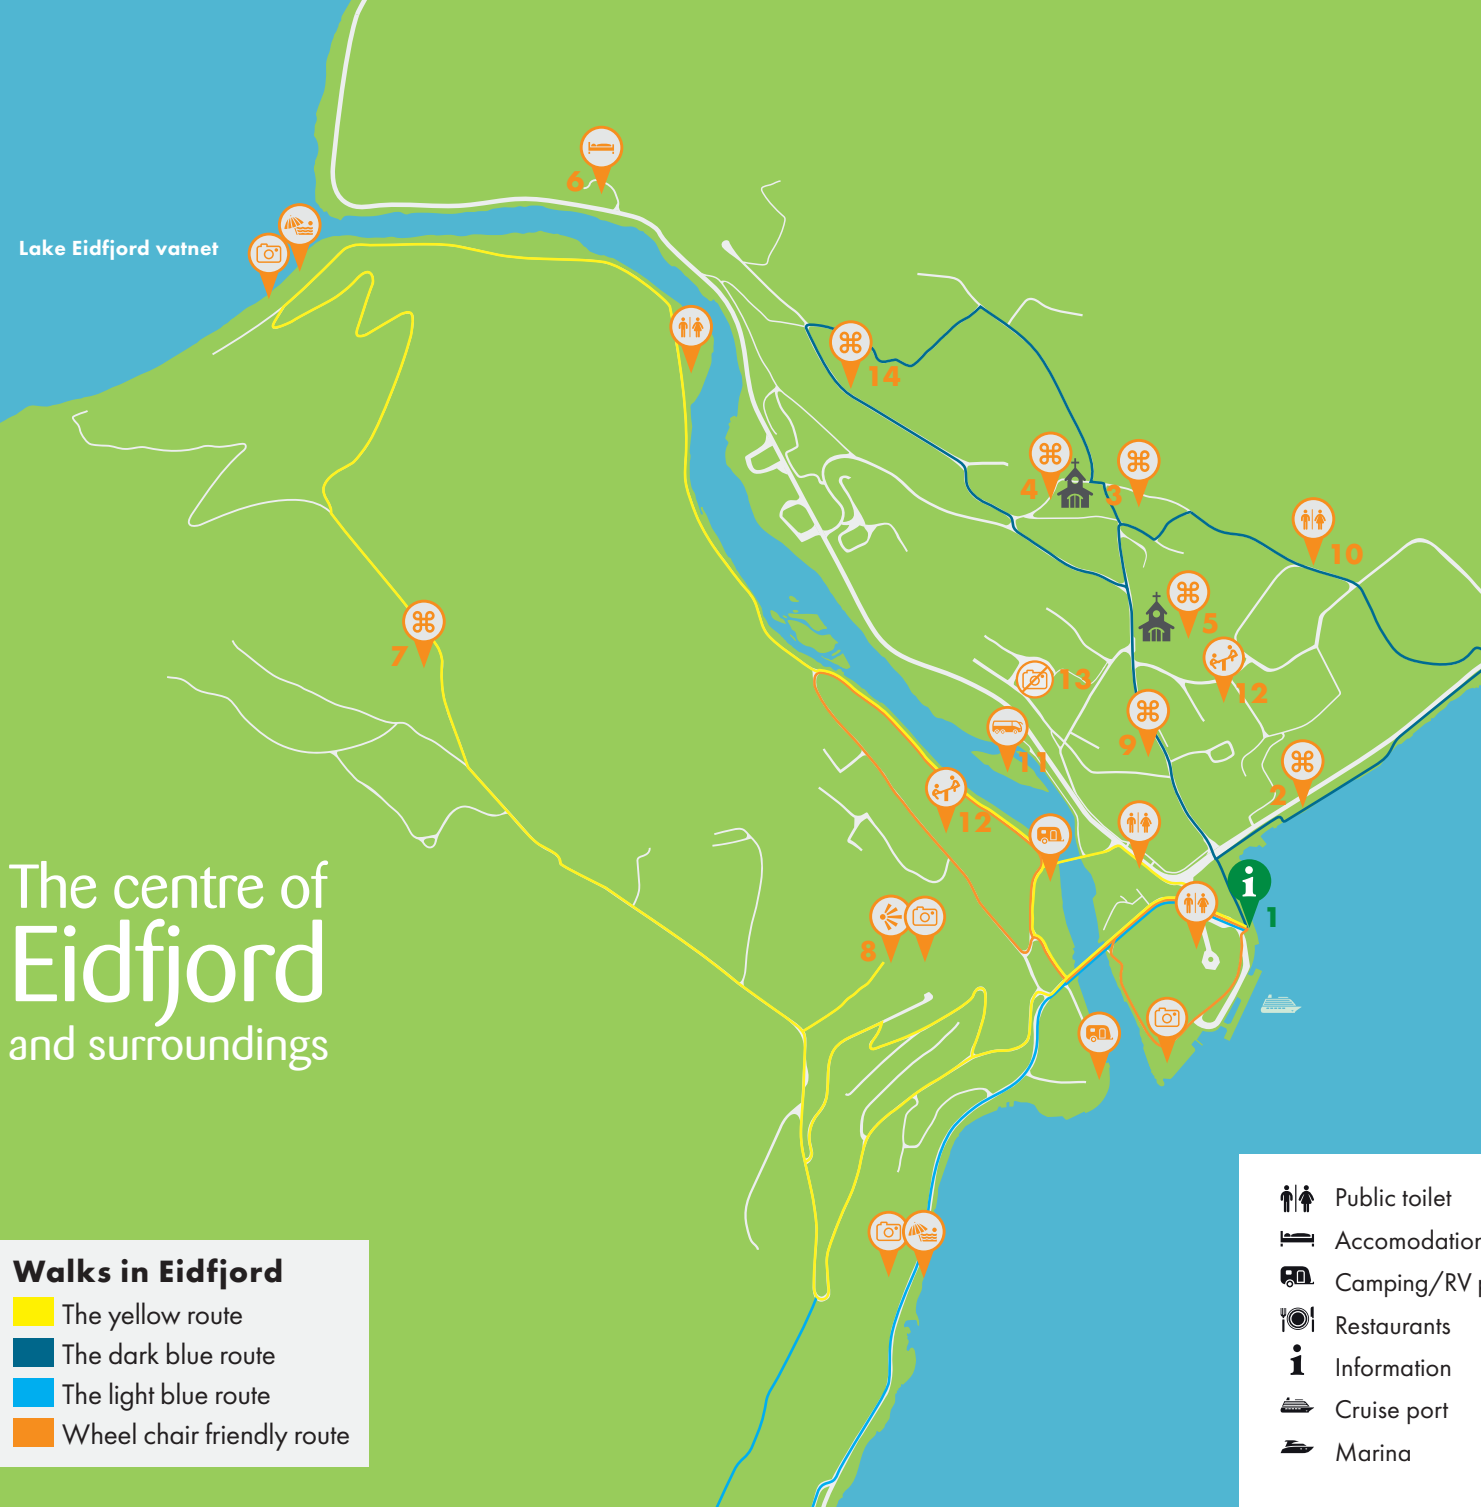 6
Lake Eidfjord vatnet
14
4
3
10
7
5
13
12
9
11
2
12
The centre of
Eidfjord
and surroundings
8
i
1
Walks in Eidfjord
The yellow route
The dark blue route
The light blue route
Wheel chair friendly route
Public toilet
Accomodation
Camping/RV
Restaurants
i
Information
Cruise port
Marina